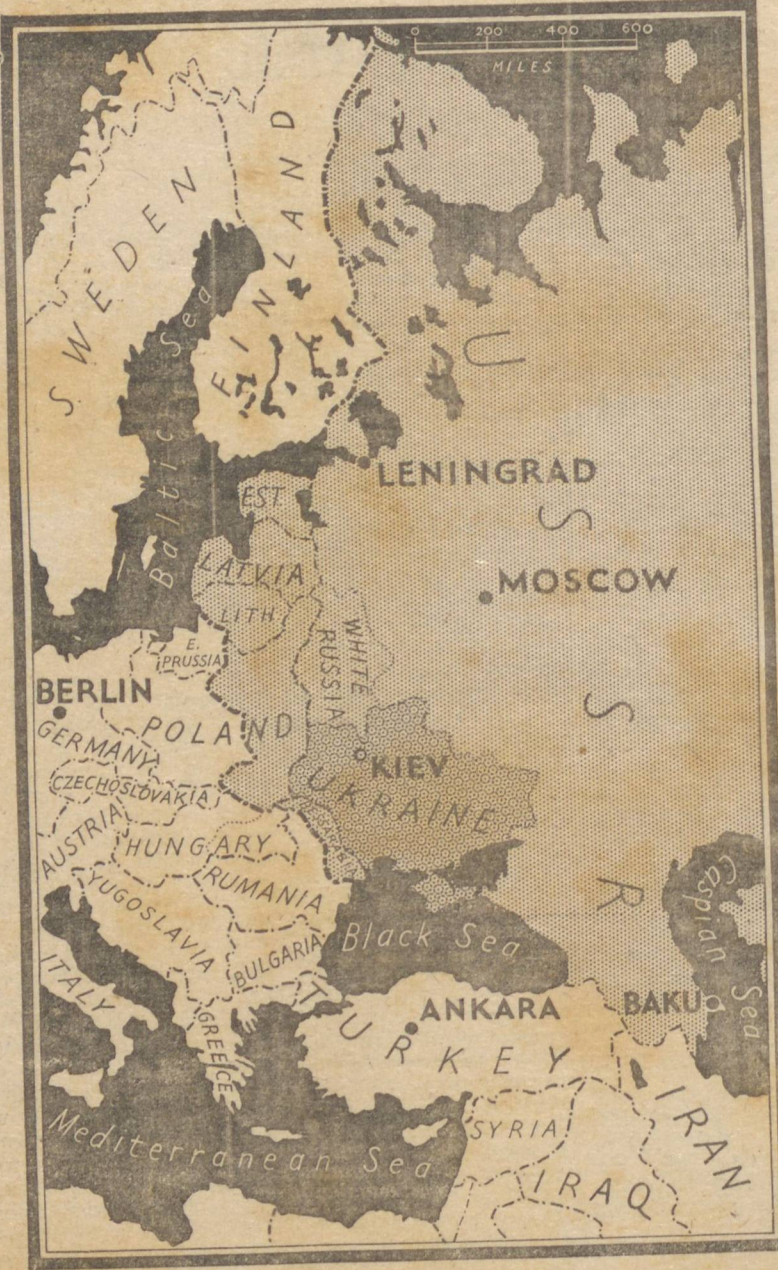 0 200 400 600
MILES
SWEDEN
FINLAND
Baltic Sea
U
S
S
R
LENINGRAD
EST.
MOSCOW
LATVIA
LITH.
WHITE
RUSSIA
E.
PRUSSIA
BERLIN
POLAND
GERMANY
KIEV
UKRAINE
CZECHOSLOVAKIA
AUSTRIA
HUNGARY
RUMANIA
YUGOSLAVIA
BULGARIA
Black Sea
Caspian Sea
ITALY
GREECE
TURKEY
ANKARA
BAKU
IRAN
SYRIA
IRAQ
Mediterranean Sea